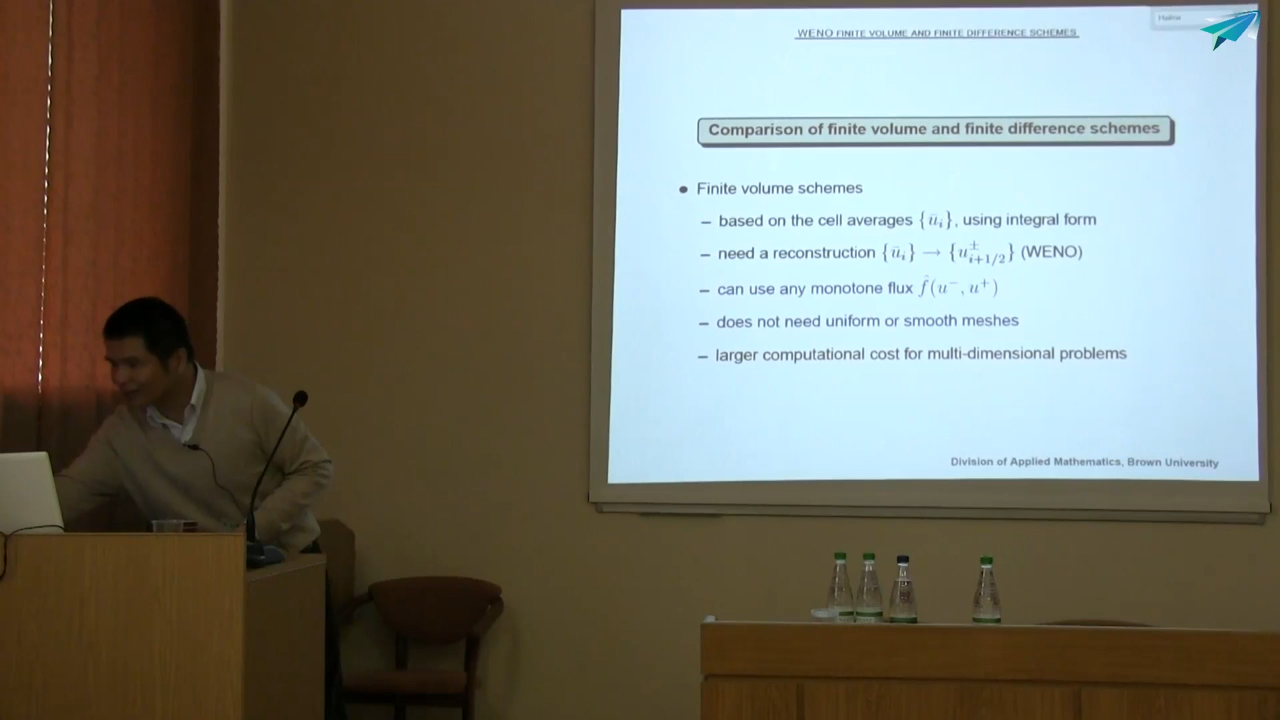 WENO FINITE VOLUME AND FINITE DIFFERENCE SCHEMES
Comparison of finite volume and finite difference schemes
● Finite volume schemes
– based on the cell averages {ū_i}, using integral form
– need a reconstruction {ū_i} → {u^±_{i+1/2}} (WENO)
– can use any monotone flux f̂(u⁻, u⁺)
– does not need uniform or smooth meshes
– larger computational cost for multi-dimensional problems
Division of Applied Mathematics, Brown University